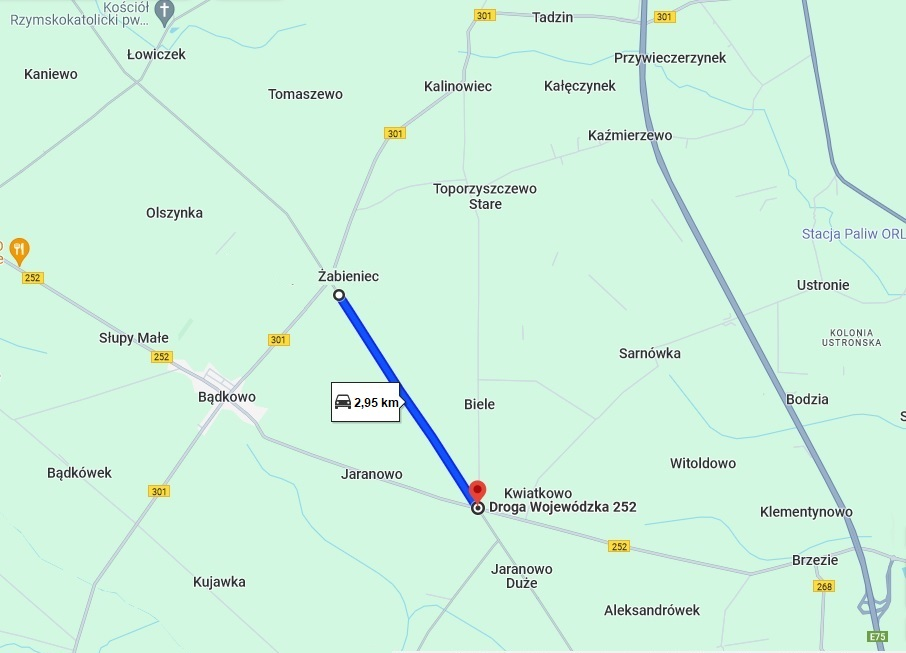 Kościół
Rzymskokatolicki pw...
301
Tadzin
301
Łowiczek
Przywieczerzynek
Kaniewo
Kalinowiec
Kałęczynek
Tomaszewo
301
Kaźmierzewo
Toporzyszczewo
Stare
Olszynka
Stacja Paliw ORL
252
Żabieniec
Ustronie
Słupy Małe
301
KOLONIA
USTRONSKA
252
Sarnówka
Bądkowo
2,95 km
Biele
Bodzia
Bądkówek
Jaranowo
Witoldowo
301
Kwiatkowo
Droga Wojewódzka 252
Klementynowo
252
Brzezie
Kujawka
Jaranowo
Duże
268
Aleksandrówek
E75